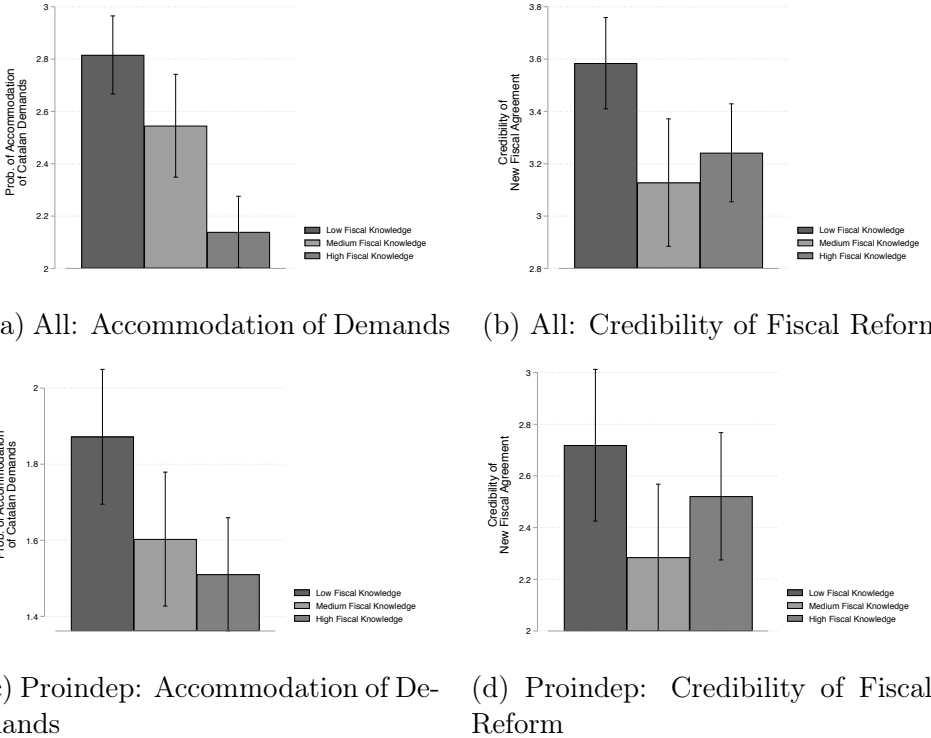 3
2.8
2.6
2.4
2.2
2
Prob. of Accommodation
of Catalan Demands
Low Fiscal Knowledge
Medium Fiscal Knowledge
High Fiscal Knowledge
a) All: Accommodation of Demands
3.8
3.6
3.4
3.2
3
2.8
Credibility of
New Fiscal Agreement
Low Fiscal Knowledge
Medium Fiscal Knowledge
High Fiscal Knowledge
(b) All: Credibility of Fiscal Reform
2
1.8
1.6
1.4
Prob. of Accommodation
of Catalan Demands
Low Fiscal Knowledge
Medium Fiscal Knowledge
High Fiscal Knowledge
) Proindep: Accommodation of De-
ands
3
2.8
2.6
2.4
2.2
2
Credibility of
New Fiscal Agreement
Low Fiscal Knowledge
Medium Fiscal Knowledge
High Fiscal Knowledge
(d) Proindep: Credibility of Fiscal
Reform